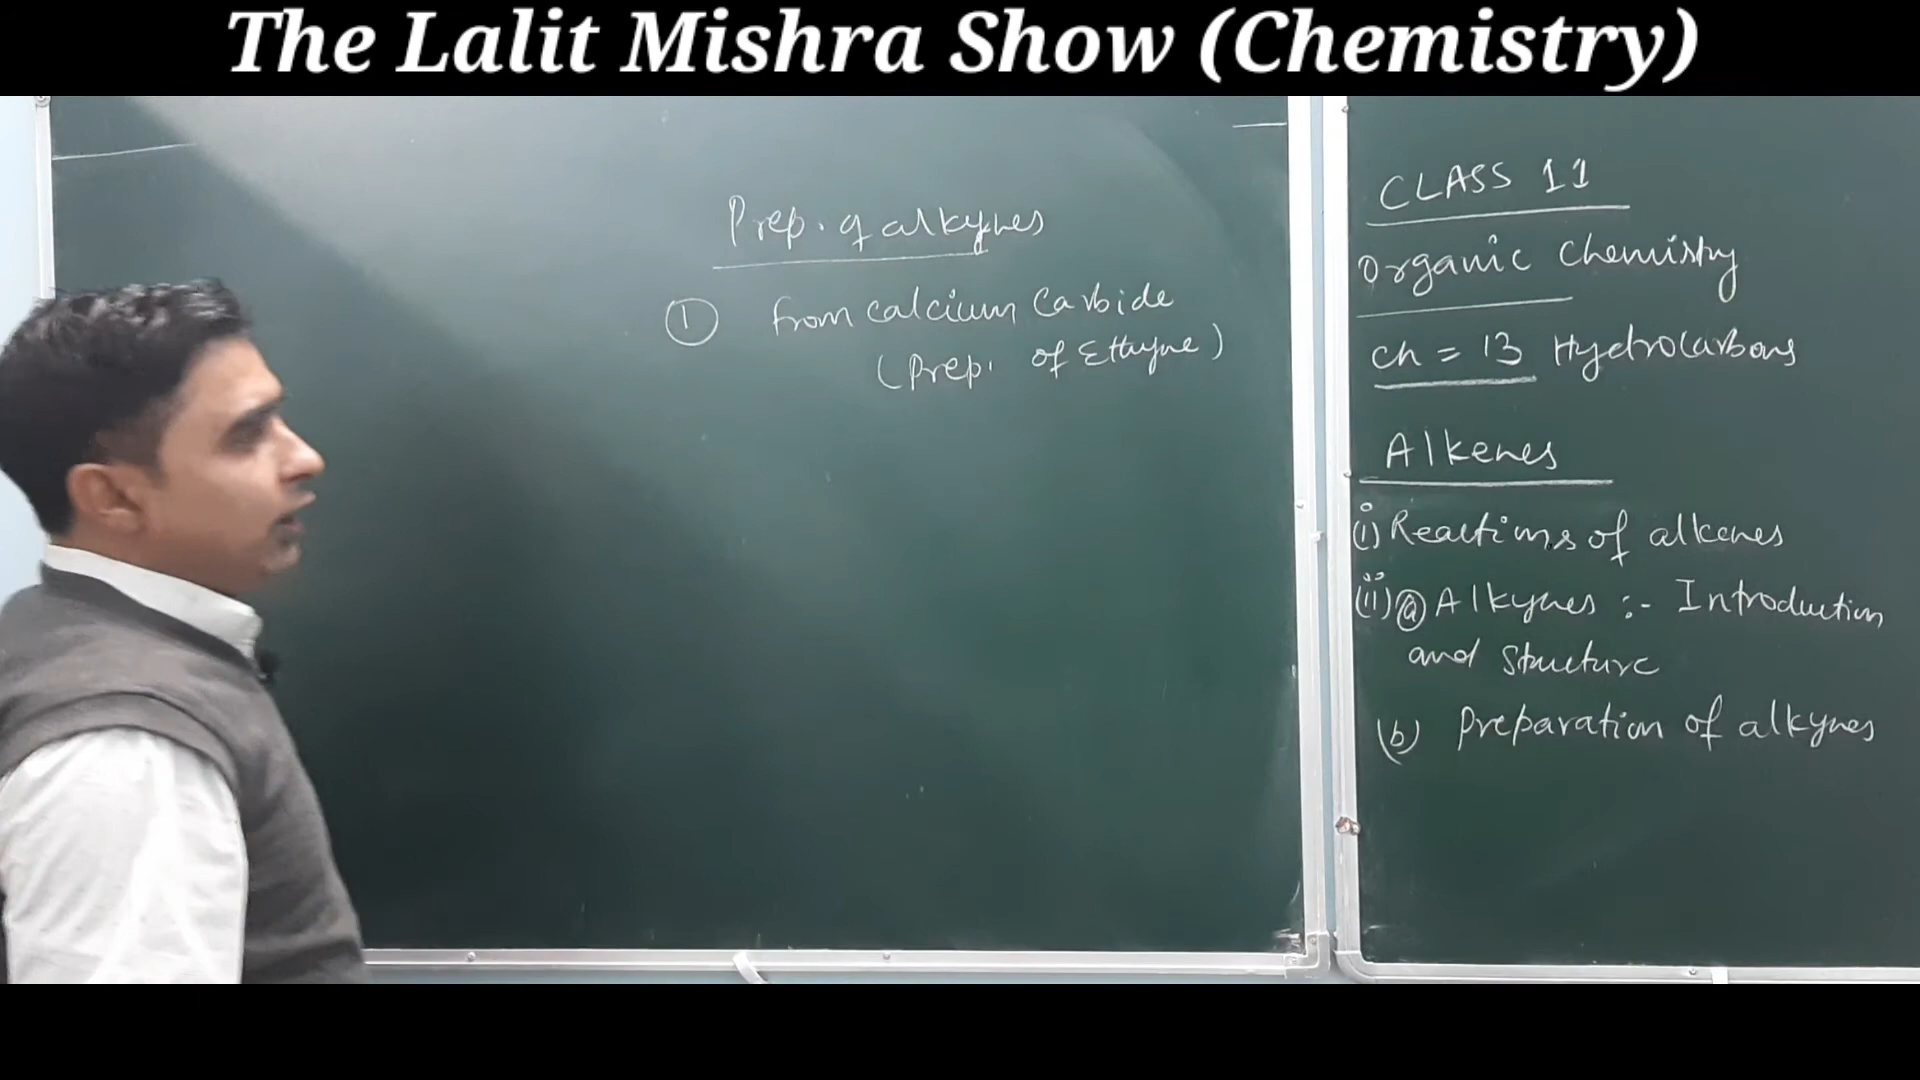 The Lalit Mishra Show (Chemistry)
Prep. of alkynes
① from calcium carbide
(Prep. of Ethyne)
CLASS 11
Organic Chemistry
Ch = 13 Hydrocarbons
Alkenes
(i) Reactions of alkenes
(ii) ⓐ Alkynes :- Introduction
and structure
(b) Preparation of alkynes